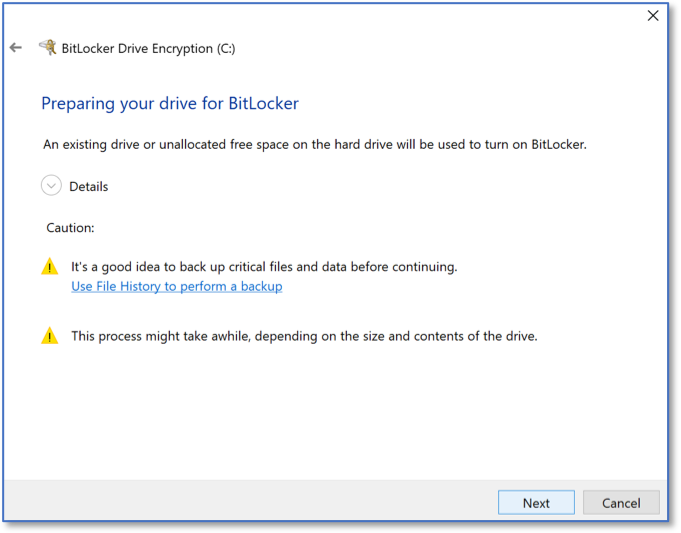 BitLocker Drive Encryption (C:)
Preparing your drive for BitLocker
An existing drive or unallocated free space on the hard drive will be used to turn on BitLocker.
Details
Caution:
It's a good idea to back up critical files and data before continuing.
Use File History to perform a backup
This process might take awhile, depending on the size and contents of the drive.
Next
Cancel